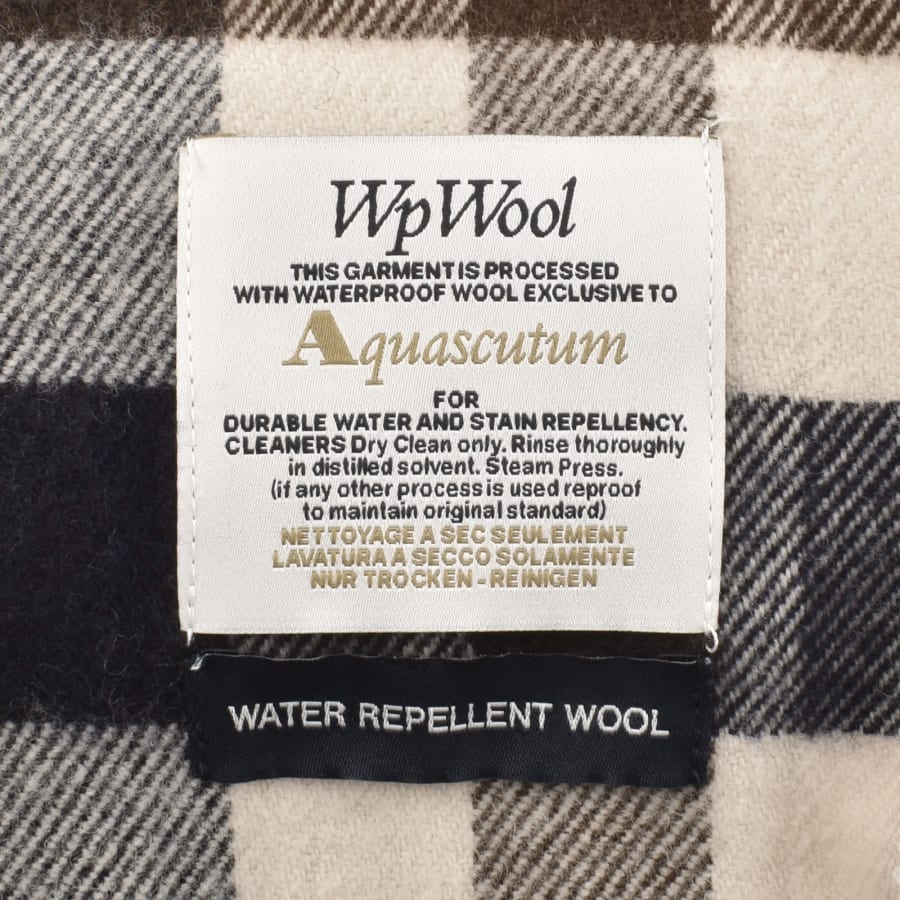 WpWool
THIS GARMENT IS PROCESSED
WITH WATERPROOF WOOL EXCLUSIVE TO
Aquascutum
FOR
DURABLE WATER AND STAIN REPELLENCY.
CLEANERS Dry Clean only. Rinse thoroughly
in distilled solvent. Steam Press.
(if any other process is used reproof
to maintain original standard)
NETTOYAGE A SEC SEULEMENT
LAVATURA A SECCO SOLAMENTE
NUR TROCKEN-REINIGEN
WATER REPELLENT WOOL